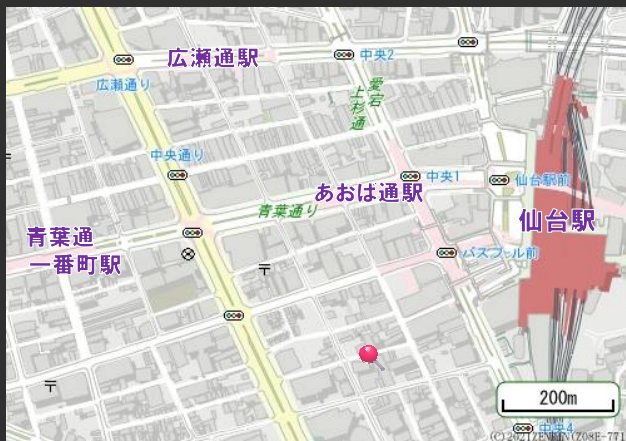 広瀬通駅
中央2
広瀬通り
愛宕
上杉通
中央通り
中央1
仙台駅前
あおば通駅
青葉通り
仙台駅
青葉通
一番町駅
バスプール前
200m
中央4